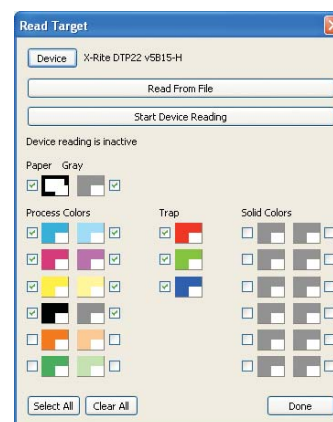 Read Target
Device X-Rite DTP22 v5B15-H
Read From File
Start Device Reading
Device reading is inactive
Paper Gray
Process Colors Trap Solid Colors
Select All Clear All Done